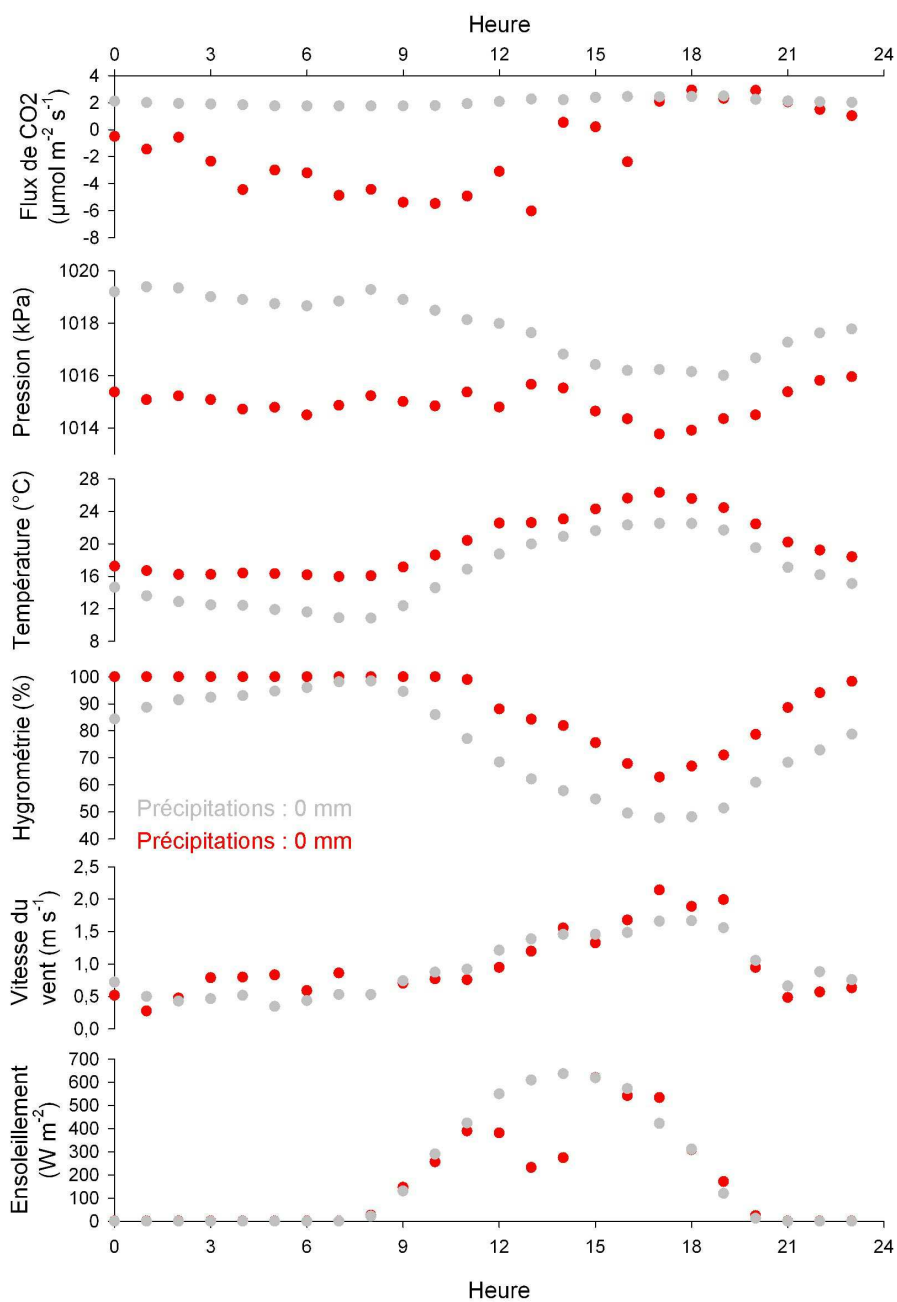 Heure
0 3 6 9 12 15 18 21 24
Flux de CO2
(µmol m-2 s-1)
4
2
0
-2
-4
-6
-8
Pression (kPa)
1020
1018
1016
1014
Température (°C)
28
24
20
16
12
8
Hygrométrie (%)
100
90
80
70
60
50
40
Précipitations : 0 mm
Précipitations : 0 mm
Vitesse du
vent (m s-1)
2,5
2,0
1,5
1,0
0,5
0,0
Ensoleillement
(W m-2)
700
600
500
400
300
200
100
0
0 3 6 9 12 15 18 21 24
Heure